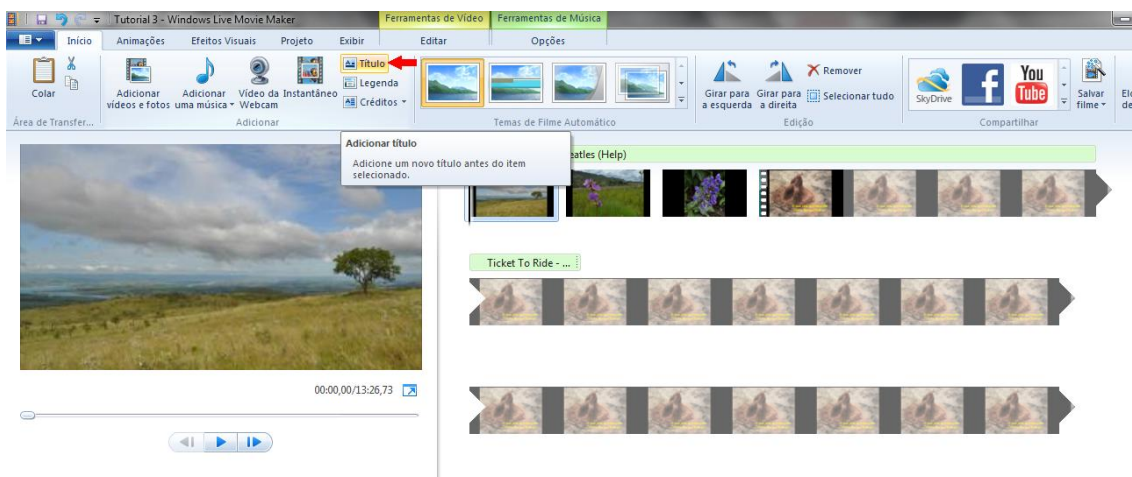 Tutorial 3 - Windows Live Movie Maker
Ferramentas de Vídeo
Ferramentas de Música
Início
Animações
Efeitos Visuais
Projeto
Exibir
Editar
Opções
Colar
Adicionar
vídeos e fotos
Adicionar
uma música
Vídeo da
Webcam
Instantâneo
Título
Legenda
Créditos
Girar para
a esquerda
Girar para
a direita
Remover
Selecionar tudo
SkyDrive
f
You
Tube
Salvar
filme
Área de Transfer...
Adicionar
Temas de Filme Automático
Edição
Compartilhar
Adicionar título
Adicione um novo título antes do item
selecionado.
(Help)
Ticket To Ride - ...
00:00,00/13:26,73